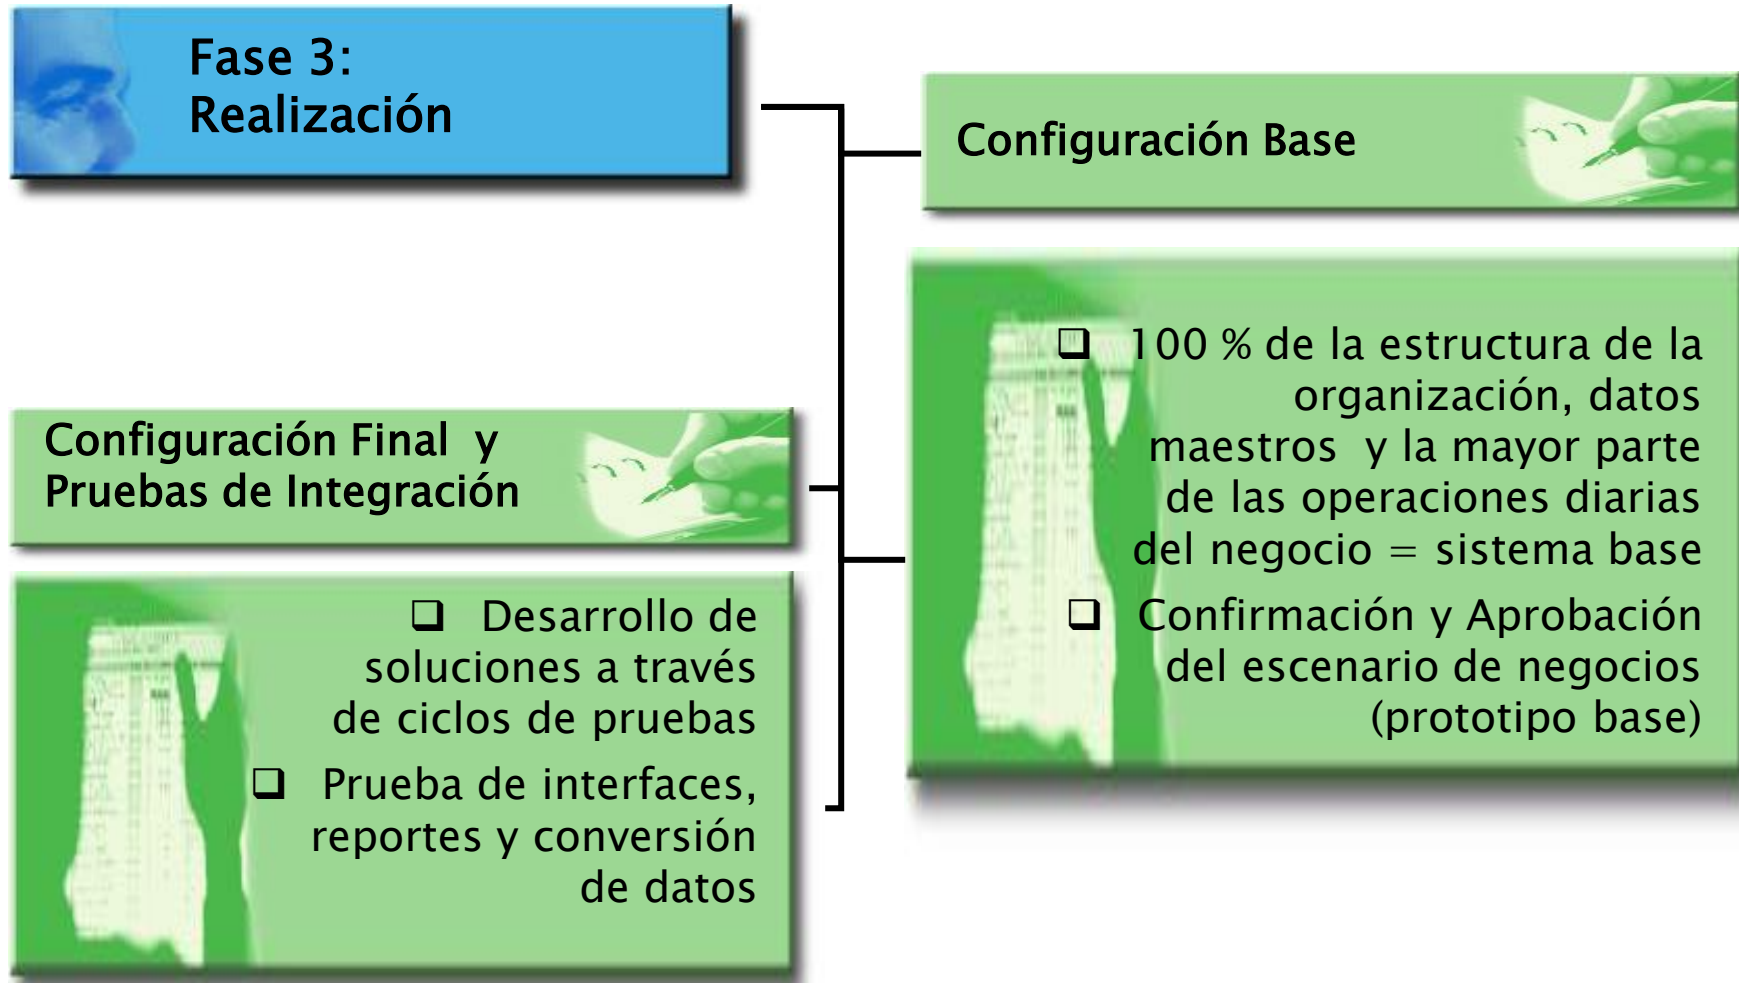 Fase 3:
Realización
Configuración Base
❑ 100 % de la estructura de la
organización, datos
maestros y la mayor parte
de las operaciones diarias
del negocio = sistema base
❑ Confirmación y Aprobación
del escenario de negocios
(prototipo base)
Configuración Final y
Pruebas de Integración
❑ Desarrollo de
soluciones a través
de ciclos de pruebas
❑ Prueba de interfaces,
reportes y conversión
de datos